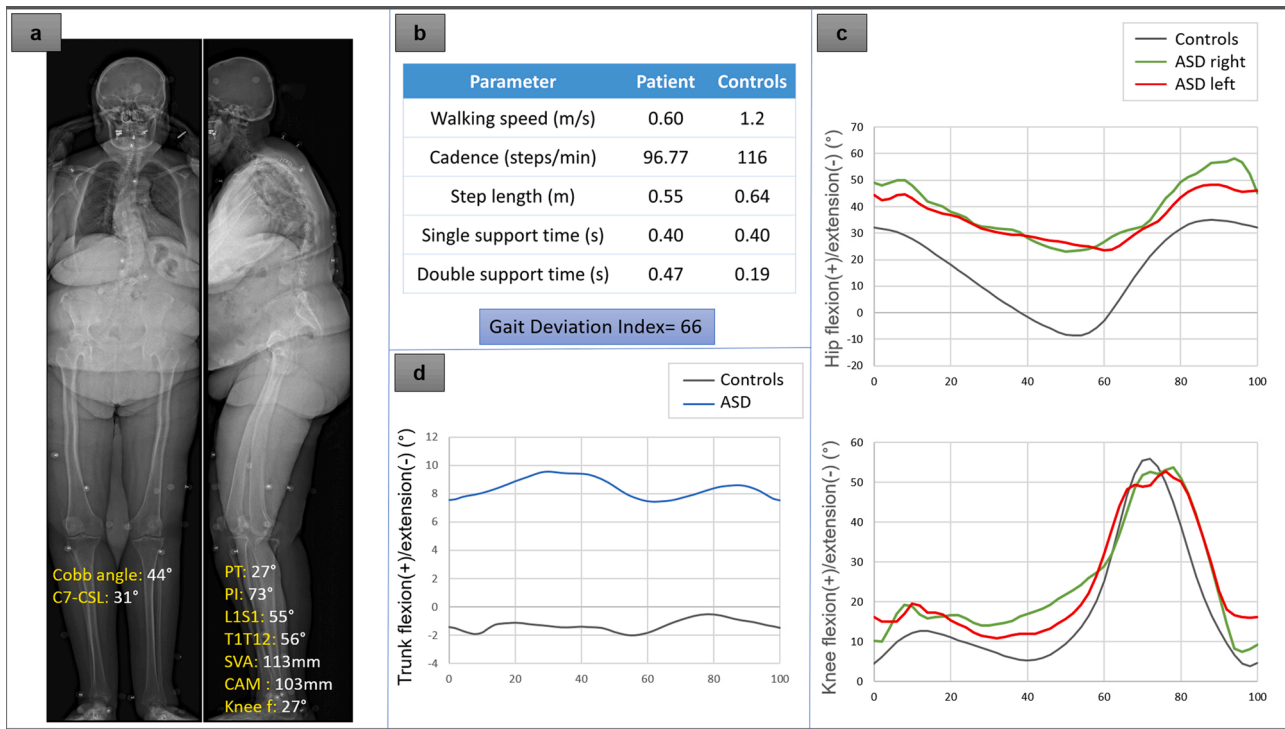 a
Cobb angle: 44°
C7-CSL: 31°
PT: 27°
PI: 73°
L1S1: 55°
T1T12: 56°
SVA: 113mm
CAM : 103mm
Knee f: 27°
b
Parameter Patient Controls
Walking speed (m/s) 0.60 1.2
Cadence (steps/min) 96.77 116
Step length (m) 0.55 0.64
Single support time (s) 0.40 0.40
Double support time (s) 0.47 0.19
Gait Deviation Index= 66
d
Controls
ASD
Trunk flexion(+)/extension(-) (°)
12
10
8
6
4
2
0
-2
-4
0 20 40 60 80 100
c
Controls
ASD right
ASD left
Hip flexion(+)/extension(-) (°)
70
60
50
40
30
20
10
0
-10
-20
0 20 40 60 80 100
Knee flexion(+)/extension(-) (°)
60
50
40
30
20
10
0
0 20 40 60 80 100